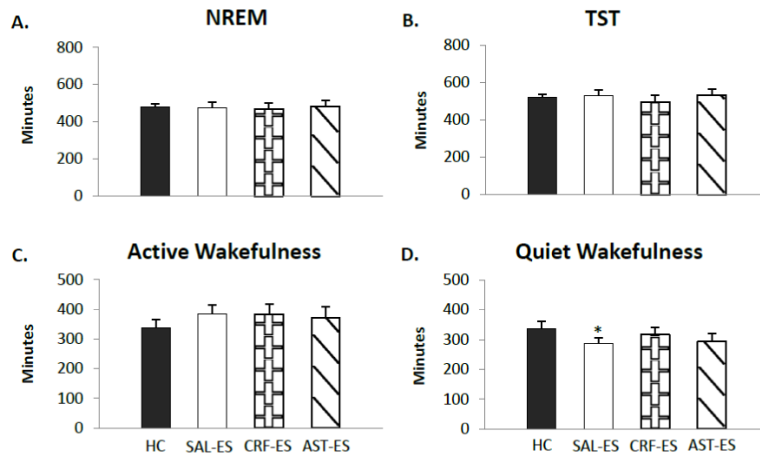 A.
NREM
800
600
400
200
0
Minutes
B.
TST
800
600
400
200
0
Minutes
C.
Active Wakefulness
500
400
300
200
100
0
Minutes
HC SAL-ES CRF-ES AST-ES
D.
Quiet Wakefulness
500
400
300
200
100
0
Minutes
*
HC SAL-ES CRF-ES AST-ES